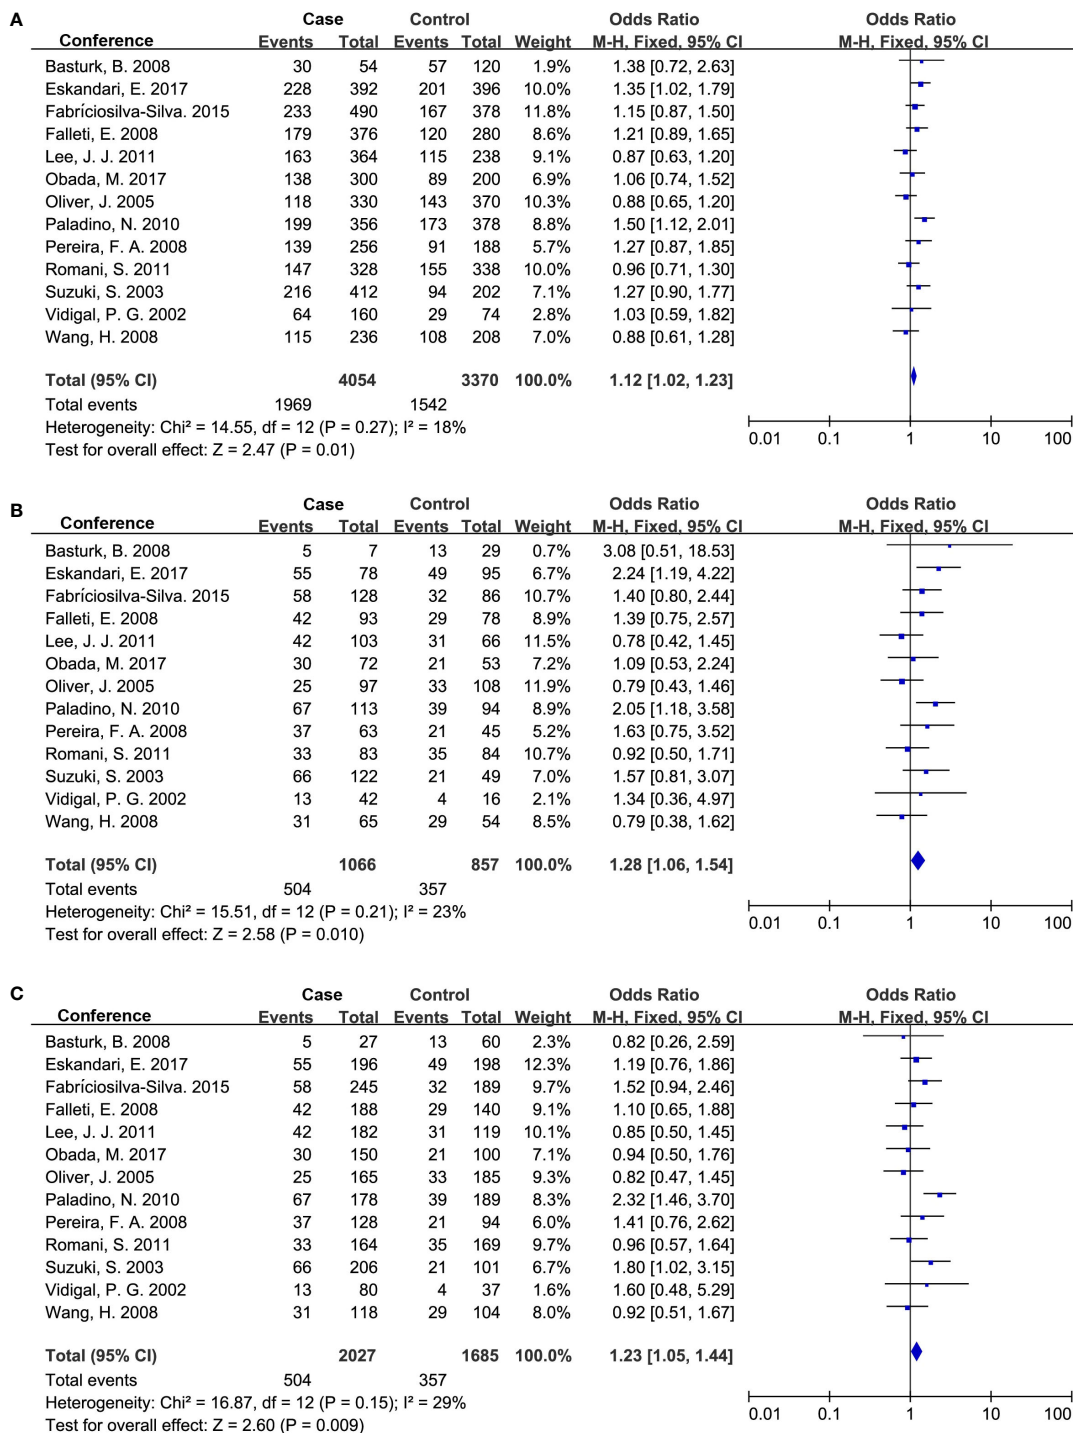 A
Case Control Odds Ratio Odds Ratio
Conference Events Total Events Total Weight M-H, Fixed, 95% CI M-H, Fixed, 95% CI
Basturk, B. 2008 30 54 57 120 1.9% 1.38 [0.72, 2.63]
Eskandari, E. 2017 228 392 201 396 10.0% 1.35 [1.02, 1.79]
Fabríciosilva-Silva. 2015 233 490 167 378 11.8% 1.15 [0.87, 1.50]
Falleti, E. 2008 179 376 120 280 8.6% 1.21 [0.89, 1.65]
Lee, J. J. 2011 163 364 115 238 9.1% 0.87 [0.63, 1.20]
Obada, M. 2017 138 300 89 200 6.9% 1.06 [0.74, 1.52]
Oliver, J. 2005 118 330 143 370 10.3% 0.88 [0.65, 1.20]
Paladino, N. 2010 199 356 173 378 8.8% 1.50 [1.12, 2.01]
Pereira, F. A. 2008 139 256 91 188 5.7% 1.27 [0.87, 1.85]
Romani, S. 2011 147 328 155 338 10.0% 0.96 [0.71, 1.30]
Suzuki, S. 2003 216 412 94 202 7.1% 1.27 [0.90, 1.77]
Vidigal, P. G. 2002 64 160 29 74 2.8% 1.03 [0.59, 1.82]
Wang, H. 2008 115 236 108 208 7.0% 0.88 [0.61, 1.28]
Total (95% CI) 4054 3370 100.0% 1.12 [1.02, 1.23]
Total events 1969 1542
Heterogeneity: Chi² = 14.55, df = 12 (P = 0.27); I² = 18%
Test for overall effect: Z = 2.47 (P = 0.01)
0.01 0.1 1 10 100
B
Case Control Odds Ratio Odds Ratio
Conference Events Total Events Total Weight M-H, Fixed, 95% CI M-H, Fixed, 95% CI
Basturk, B. 2008 5 7 13 29 0.7% 3.08 [0.51, 18.53]
Eskandari, E. 2017 55 78 49 95 6.7% 2.24 [1.19, 4.22]
Fabríciosilva-Silva. 2015 58 128 32 86 10.7% 1.40 [0.80, 2.44]
Falleti, E. 2008 42 93 29 78 8.9% 1.39 [0.75, 2.57]
Lee, J. J. 2011 42 103 31 66 11.5% 0.78 [0.42, 1.45]
Obada, M. 2017 30 72 21 53 7.2% 1.09 [0.53, 2.24]
Oliver, J. 2005 25 97 33 108 11.9% 0.79 [0.43, 1.46]
Paladino, N. 2010 67 113 39 94 8.9% 2.05 [1.18, 3.58]
Pereira, F. A. 2008 37 63 21 45 5.2% 1.63 [0.75, 3.52]
Romani, S. 2011 33 83 35 84 10.7% 0.92 [0.50, 1.71]
Suzuki, S. 2003 66 122 21 49 7.0% 1.57 [0.81, 3.07]
Vidigal, P. G. 2002 13 42 4 16 2.1% 1.34 [0.36, 4.97]
Wang, H. 2008 31 65 29 54 8.5% 0.79 [0.38, 1.62]
Total (95% CI) 1066 857 100.0% 1.28 [1.06, 1.54]
Total events 504 357
Heterogeneity: Chi² = 15.51, df = 12 (P = 0.21); I² = 23%
Test for overall effect: Z = 2.58 (P = 0.010)
0.01 0.1 1 10 100
C
Case Control Odds Ratio Odds Ratio
Conference Events Total Events Total Weight M-H, Fixed, 95% CI M-H, Fixed, 95% CI
Basturk, B. 2008 5 27 13 60 2.3% 0.82 [0.26, 2.59]
Eskandari, E. 2017 55 196 49 198 12.3% 1.19 [0.76, 1.86]
Fabríciosilva-Silva. 2015 58 245 32 189 9.7% 1.52 [0.94, 2.46]
Falleti, E. 2008 42 188 29 140 9.1% 1.10 [0.65, 1.88]
Lee, J. J. 2011 42 182 31 119 10.1% 0.85 [0.50, 1.45]
Obada, M. 2017 30 150 21 100 7.1% 0.94 [0.50, 1.76]
Oliver, J. 2005 25 165 33 185 9.3% 0.82 [0.47, 1.45]
Paladino, N. 2010 67 178 39 189 8.3% 2.32 [1.46, 3.70]
Pereira, F. A. 2008 37 128 21 94 6.0% 1.41 [0.76, 2.62]
Romani, S. 2011 33 164 35 169 9.7% 0.96 [0.57, 1.64]
Suzuki, S. 2003 66 206 21 101 6.7% 1.80 [1.02, 3.15]
Vidigal, P. G. 2002 13 80 4 37 1.6% 1.60 [0.48, 5.29]
Wang, H. 2008 31 118 29 104 8.0% 0.92 [0.51, 1.67]
Total (95% CI) 2027 1685 100.0% 1.23 [1.05, 1.44]
Total events 504 357
Heterogeneity: Chi² = 16.87, df = 12 (P = 0.15); I² = 29%
Test for overall effect: Z = 2.60 (P = 0.009)
0.01 0.1 1 10 100